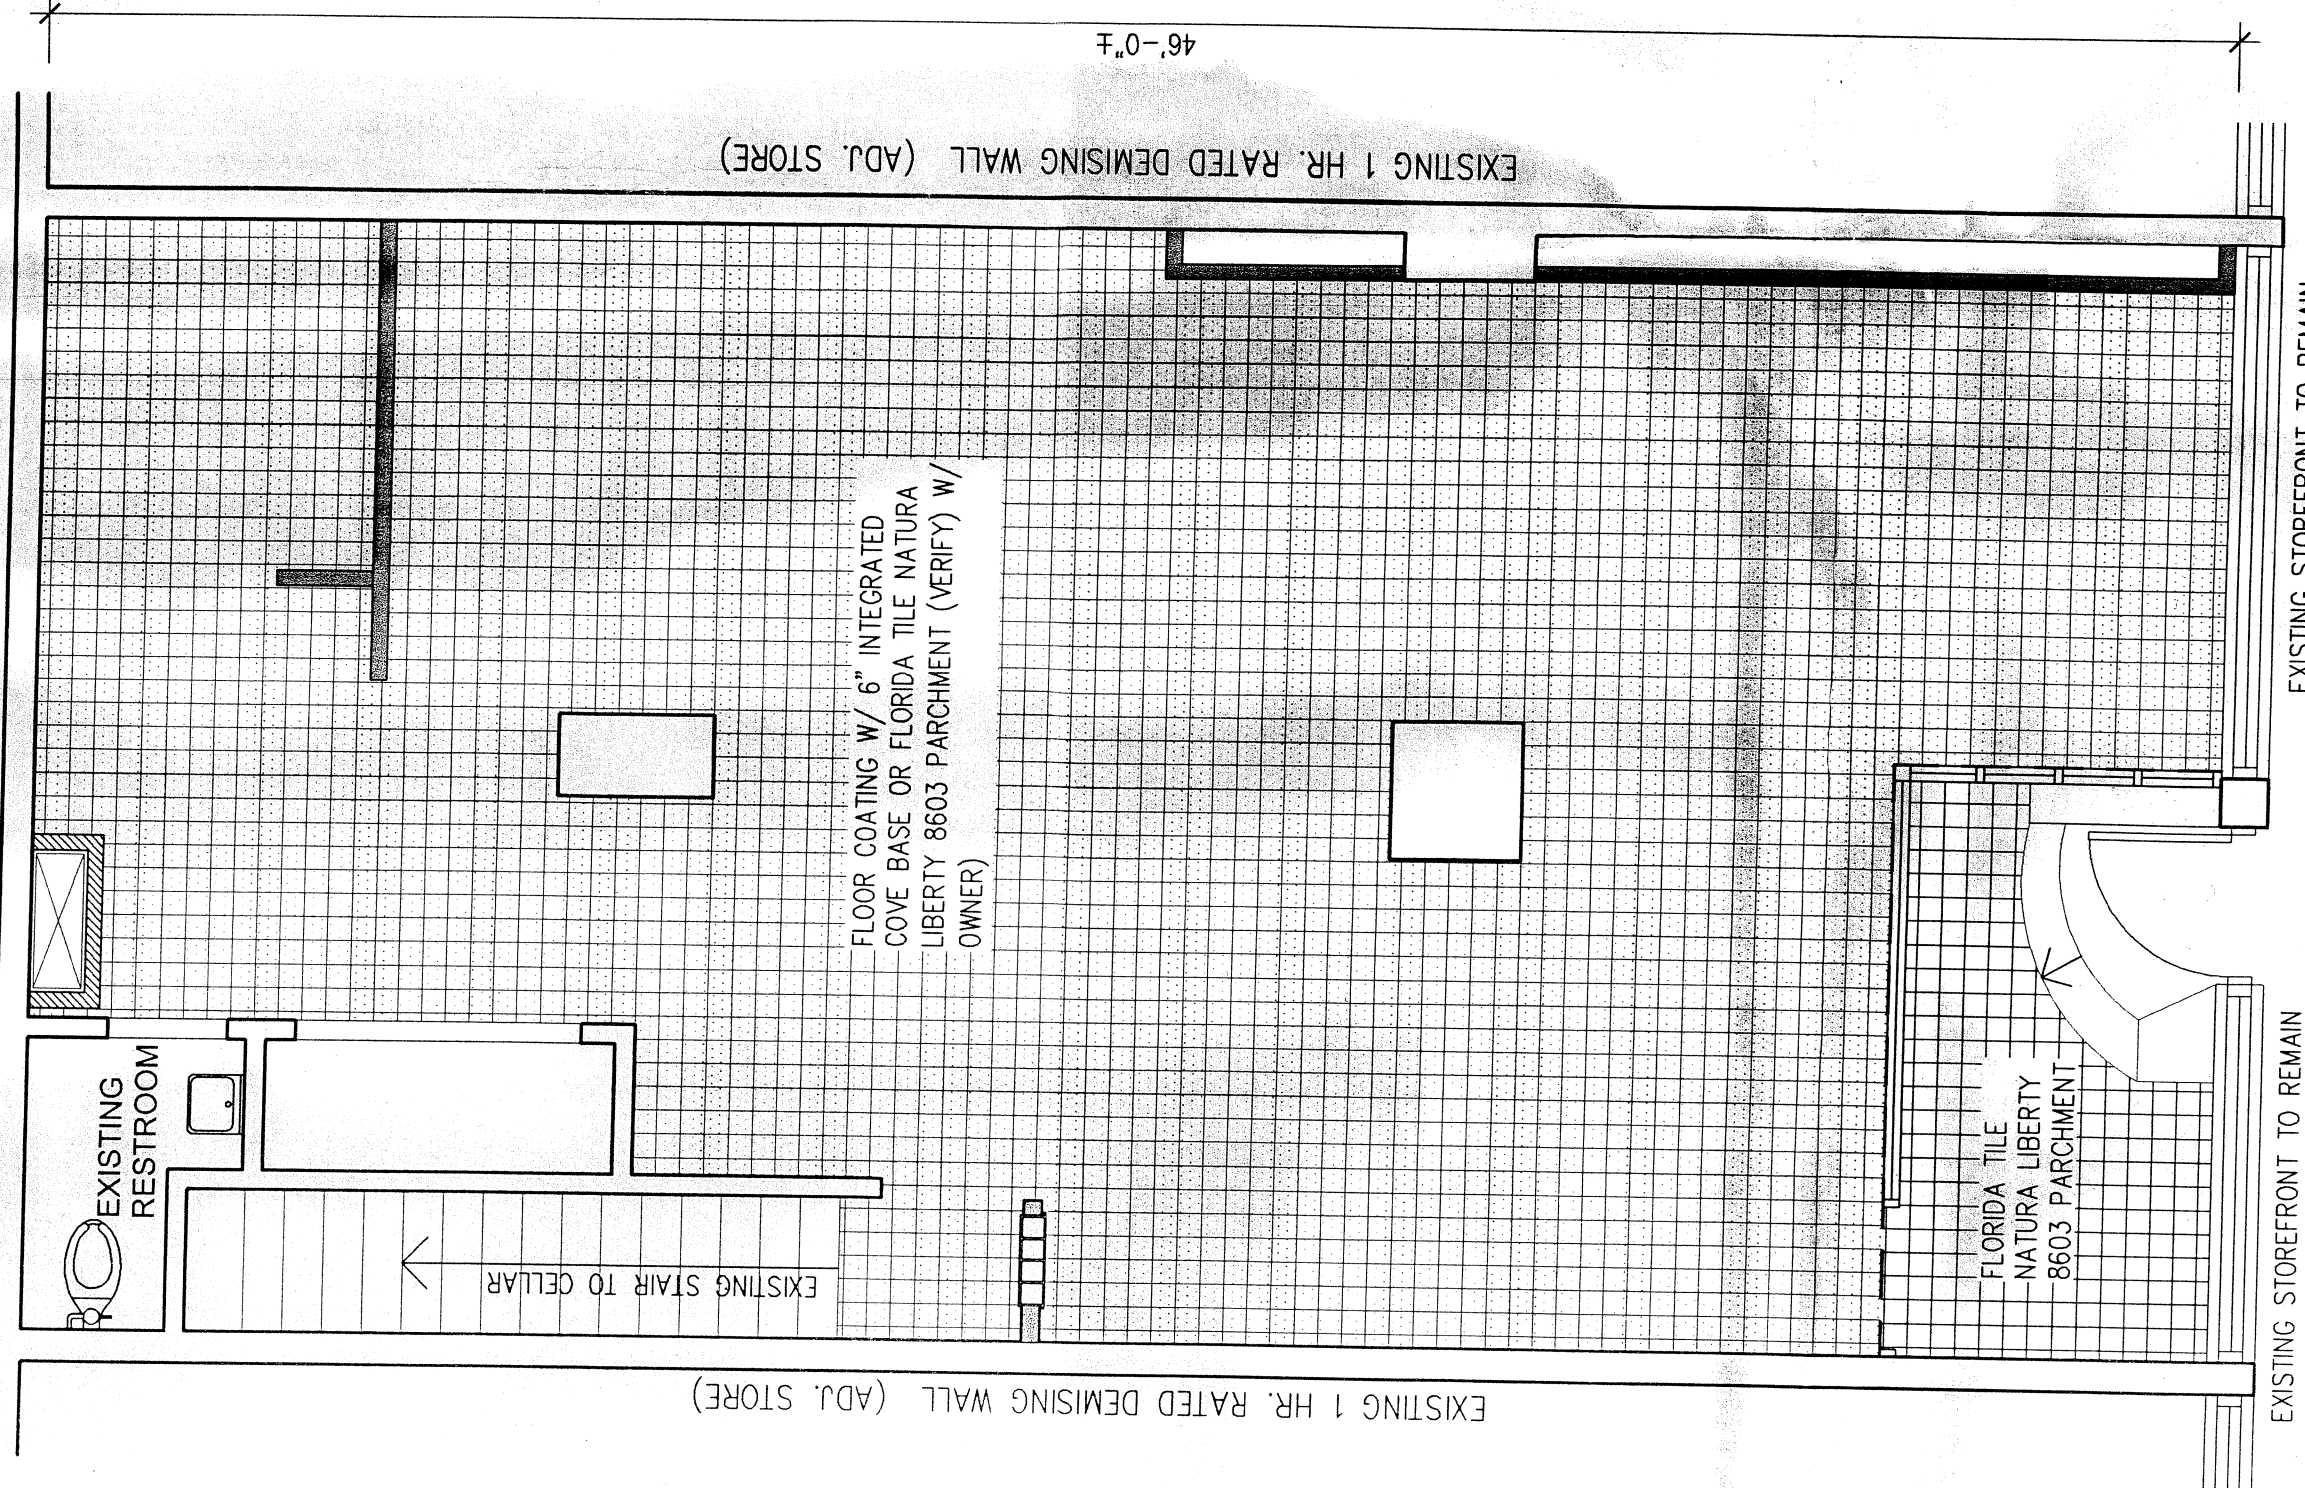 46'-0"±
EXISTING 1 HR. RATED DEMISING WALL (ADJ. STORE)
FLOOR COATING W/ 6" INTEGRATED
COVE BASE OR FLORIDA TILE NATURA
LIBERTY 8603 PARCHMENT (VERIFY) W/
OWNER)
EXISTING
RESTROOM
EXISTING STAIR TO CELLAR
FLORIDA TILE
NATURA LIBERTY
8603 PARCHMENT
EXISTING STOREFRONT TO REMAIN
EXISTING STOREFRONT TO REMAIN
EXISTING 1 HR. RATED DEMISING WALL (ADJ. STORE)